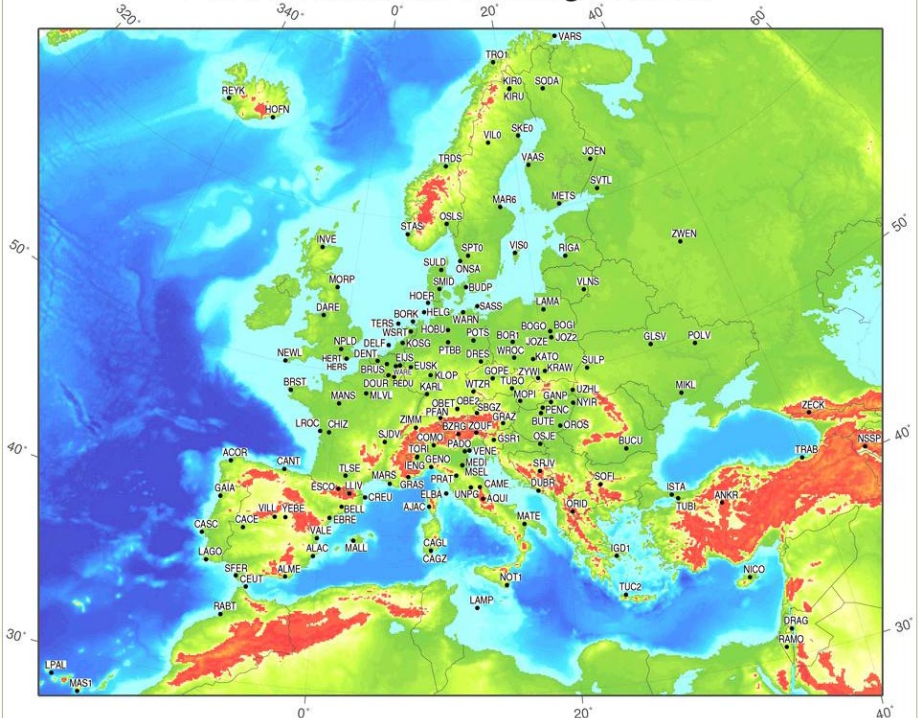 320°
340°
0°
20°
40°
60°
VARS
TRO1
REYK
HOFN
KIR0
KIRU
SODA
VIL0
SKE0
VAAS
JOEN
TRDS
SVTL
MAR6
METS
OSLS
STAS
ZWEN
50°
50°
INVE
SPT0
VIS0
RIGA
SULD
ONSA
MORP
SMID
BUDP
VLNS
HOER
DARE
HELG
SASS
LAMA
BORK
WARN
TERS
WSRT
HOBU
POTS
BOR1
BOGO
BOGI
JOZE
JOZ2
GLSV
POLV
NPLD
DELF
KOSG
PTBB
NEWL
HERT
HERS
DENT
EIJS
DRES
WROC
KATO
BRUS
WARE
EUSK
GOPE
ZYWI
KRAW
SULP
BRST
DOUR
REDU
KLOP
MIKL
MANS
MLVL
KARL
WTZR
TUBO
MOPI
GANP
UZHL
OBET
OBE2
SBGZ
PENC
NYIR
ZECK
LROC
CHIZ
ZIMM
PFAN
GRAZ
BUTE
OROS
40°
SJDV
BZRG
ZOUF
GSR1
OSJE
BUCU
40°
NSSP
ACOR
CANT
COMO
PADO
VENE
TORI
TRAB
TLSE
MARS
IENG
GENO
MEDI
MSEL
SRJV
SOFI
GAIA
ESCO
LLIV
GRAS
PRAT
CAME
DUBR
ISTA
ANKR
CREU
ELBA
UNPG
AQUI
TUBI
VILL
YEBE
BELL
AJAC
ORID
CASC
CACE
EBRE
MATE
VALE
LAGO
ALAC
MALL
CAGL
CAGZ
IGD1
SFER
ALME
NOT1
NICO
CEUT
TUC2
RABT
LAMP
30°
DRAG
30°
RAMO
LPAL
MAS1
0°
20°
40°